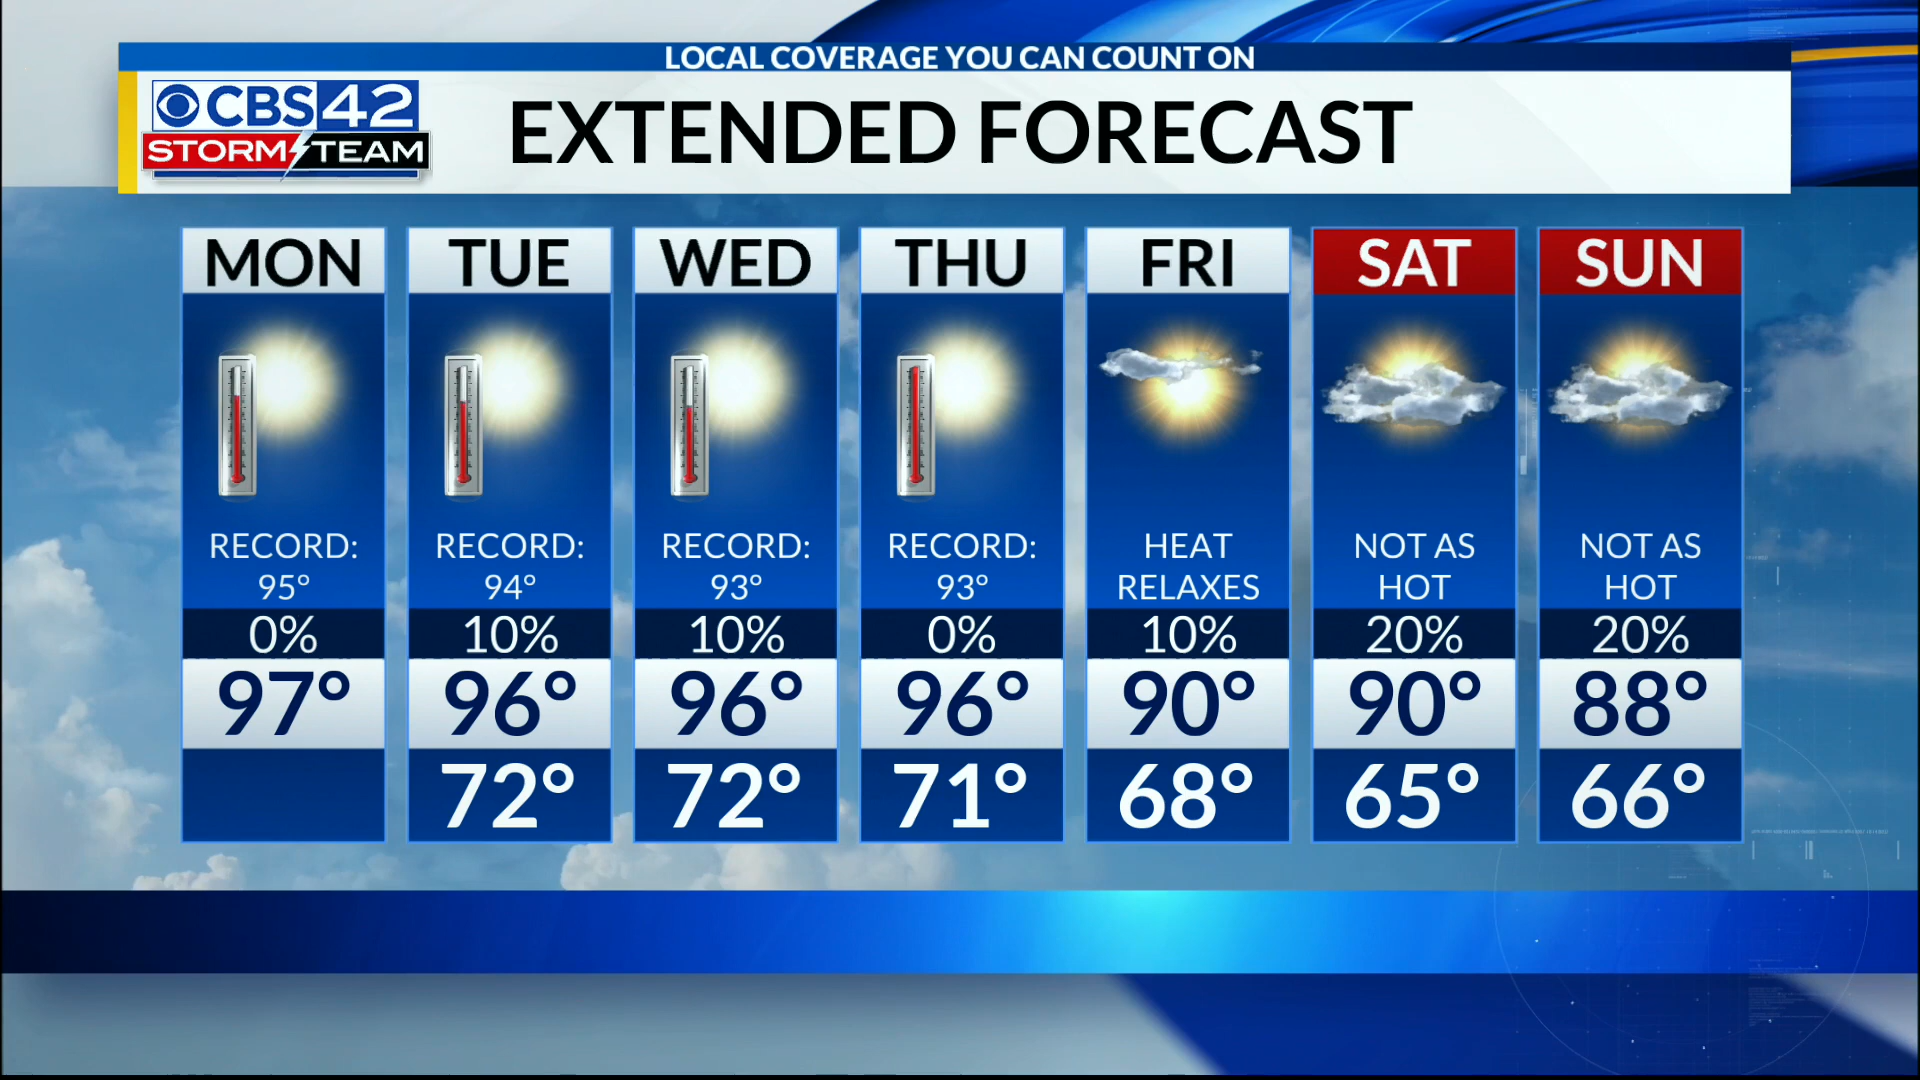 LOCAL COVERAGE YOU CAN COUNT ON
CBS 42
STORM TEAM
EXTENDED FORECAST
MON TUE WED THU FRI SAT SUN
RECORD: RECORD: RECORD: RECORD: HEAT NOT AS NOT AS
95° 94° 93° 93° RELAXES HOT HOT
0% 10% 10% 0% 10% 20% 20%
97° 96° 96° 96° 90° 90° 88°
72° 72° 71° 68° 65° 66°